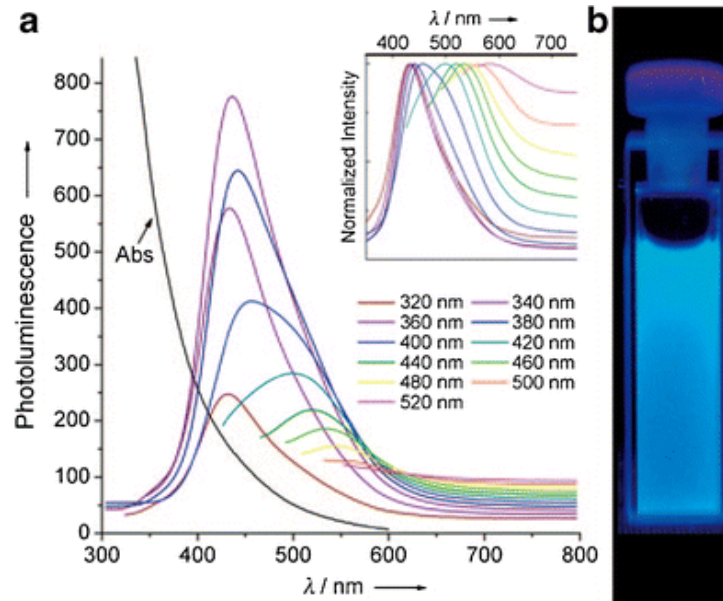 a
b
λ / nm
400 500 600 700
800
700
600
500
400
300
200
100
0
Photoluminescence
Abs
Normalized Intensity
320 nm 340 nm
360 nm 380 nm
400 nm 420 nm
440 nm 460 nm
480 nm 500 nm
520 nm
300 400 500 600 700 800
λ / nm